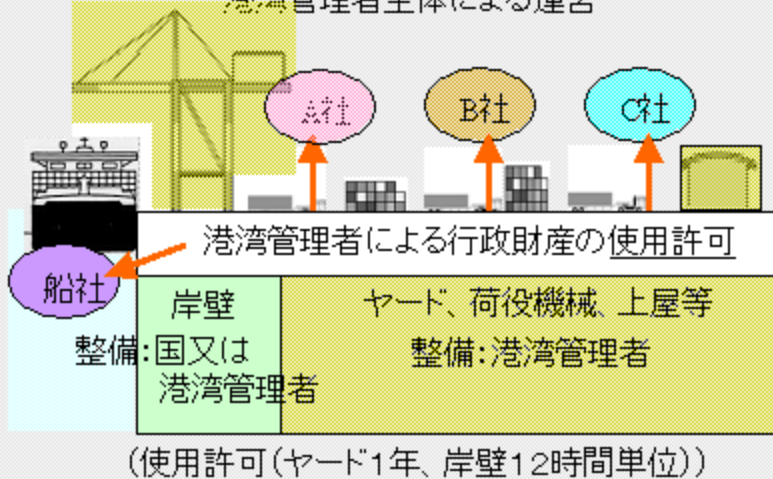 港湾管理者主体による運営
A社
B社
C社
港湾管理者による行政財産の使用許可
船社
岸壁
整備:国又は
港湾管理者
ヤード、荷役機械、上屋等
整備:港湾管理者
(使用許可(ヤード1年、岸壁12時間単位))